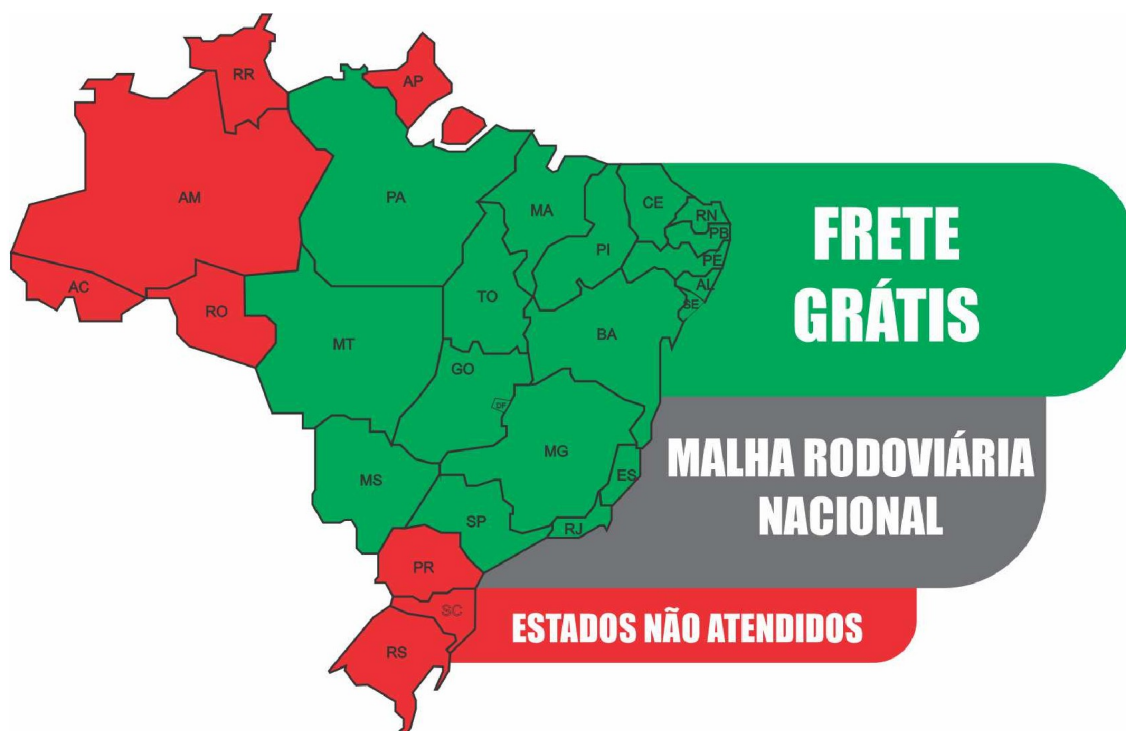 RR
AP
AM
PA
MA
CE
RN
PB
PI
PE
AL
SE
AC
RO
TO
BA
MT
GO
DF
MG
ES
MS
SP
RJ
PR
SC
RS
FRETE
GRÁTIS
MALHA RODOVIÁRIA
NACIONAL
ESTADOS NÃO ATENDIDOS